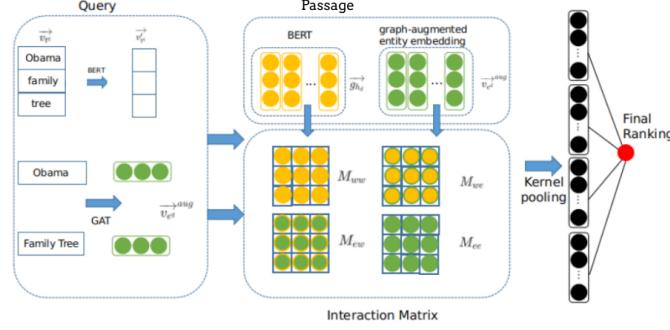 Query
Passage
Obama
family
tree
BERT
Obama
GAT
Family Tree
BERT
graph-augmented
entity embedding
...
...
M_ww
M_we
M_ew
M_ee
Interaction Matrix
Kernel
pooling
Final
Ranking